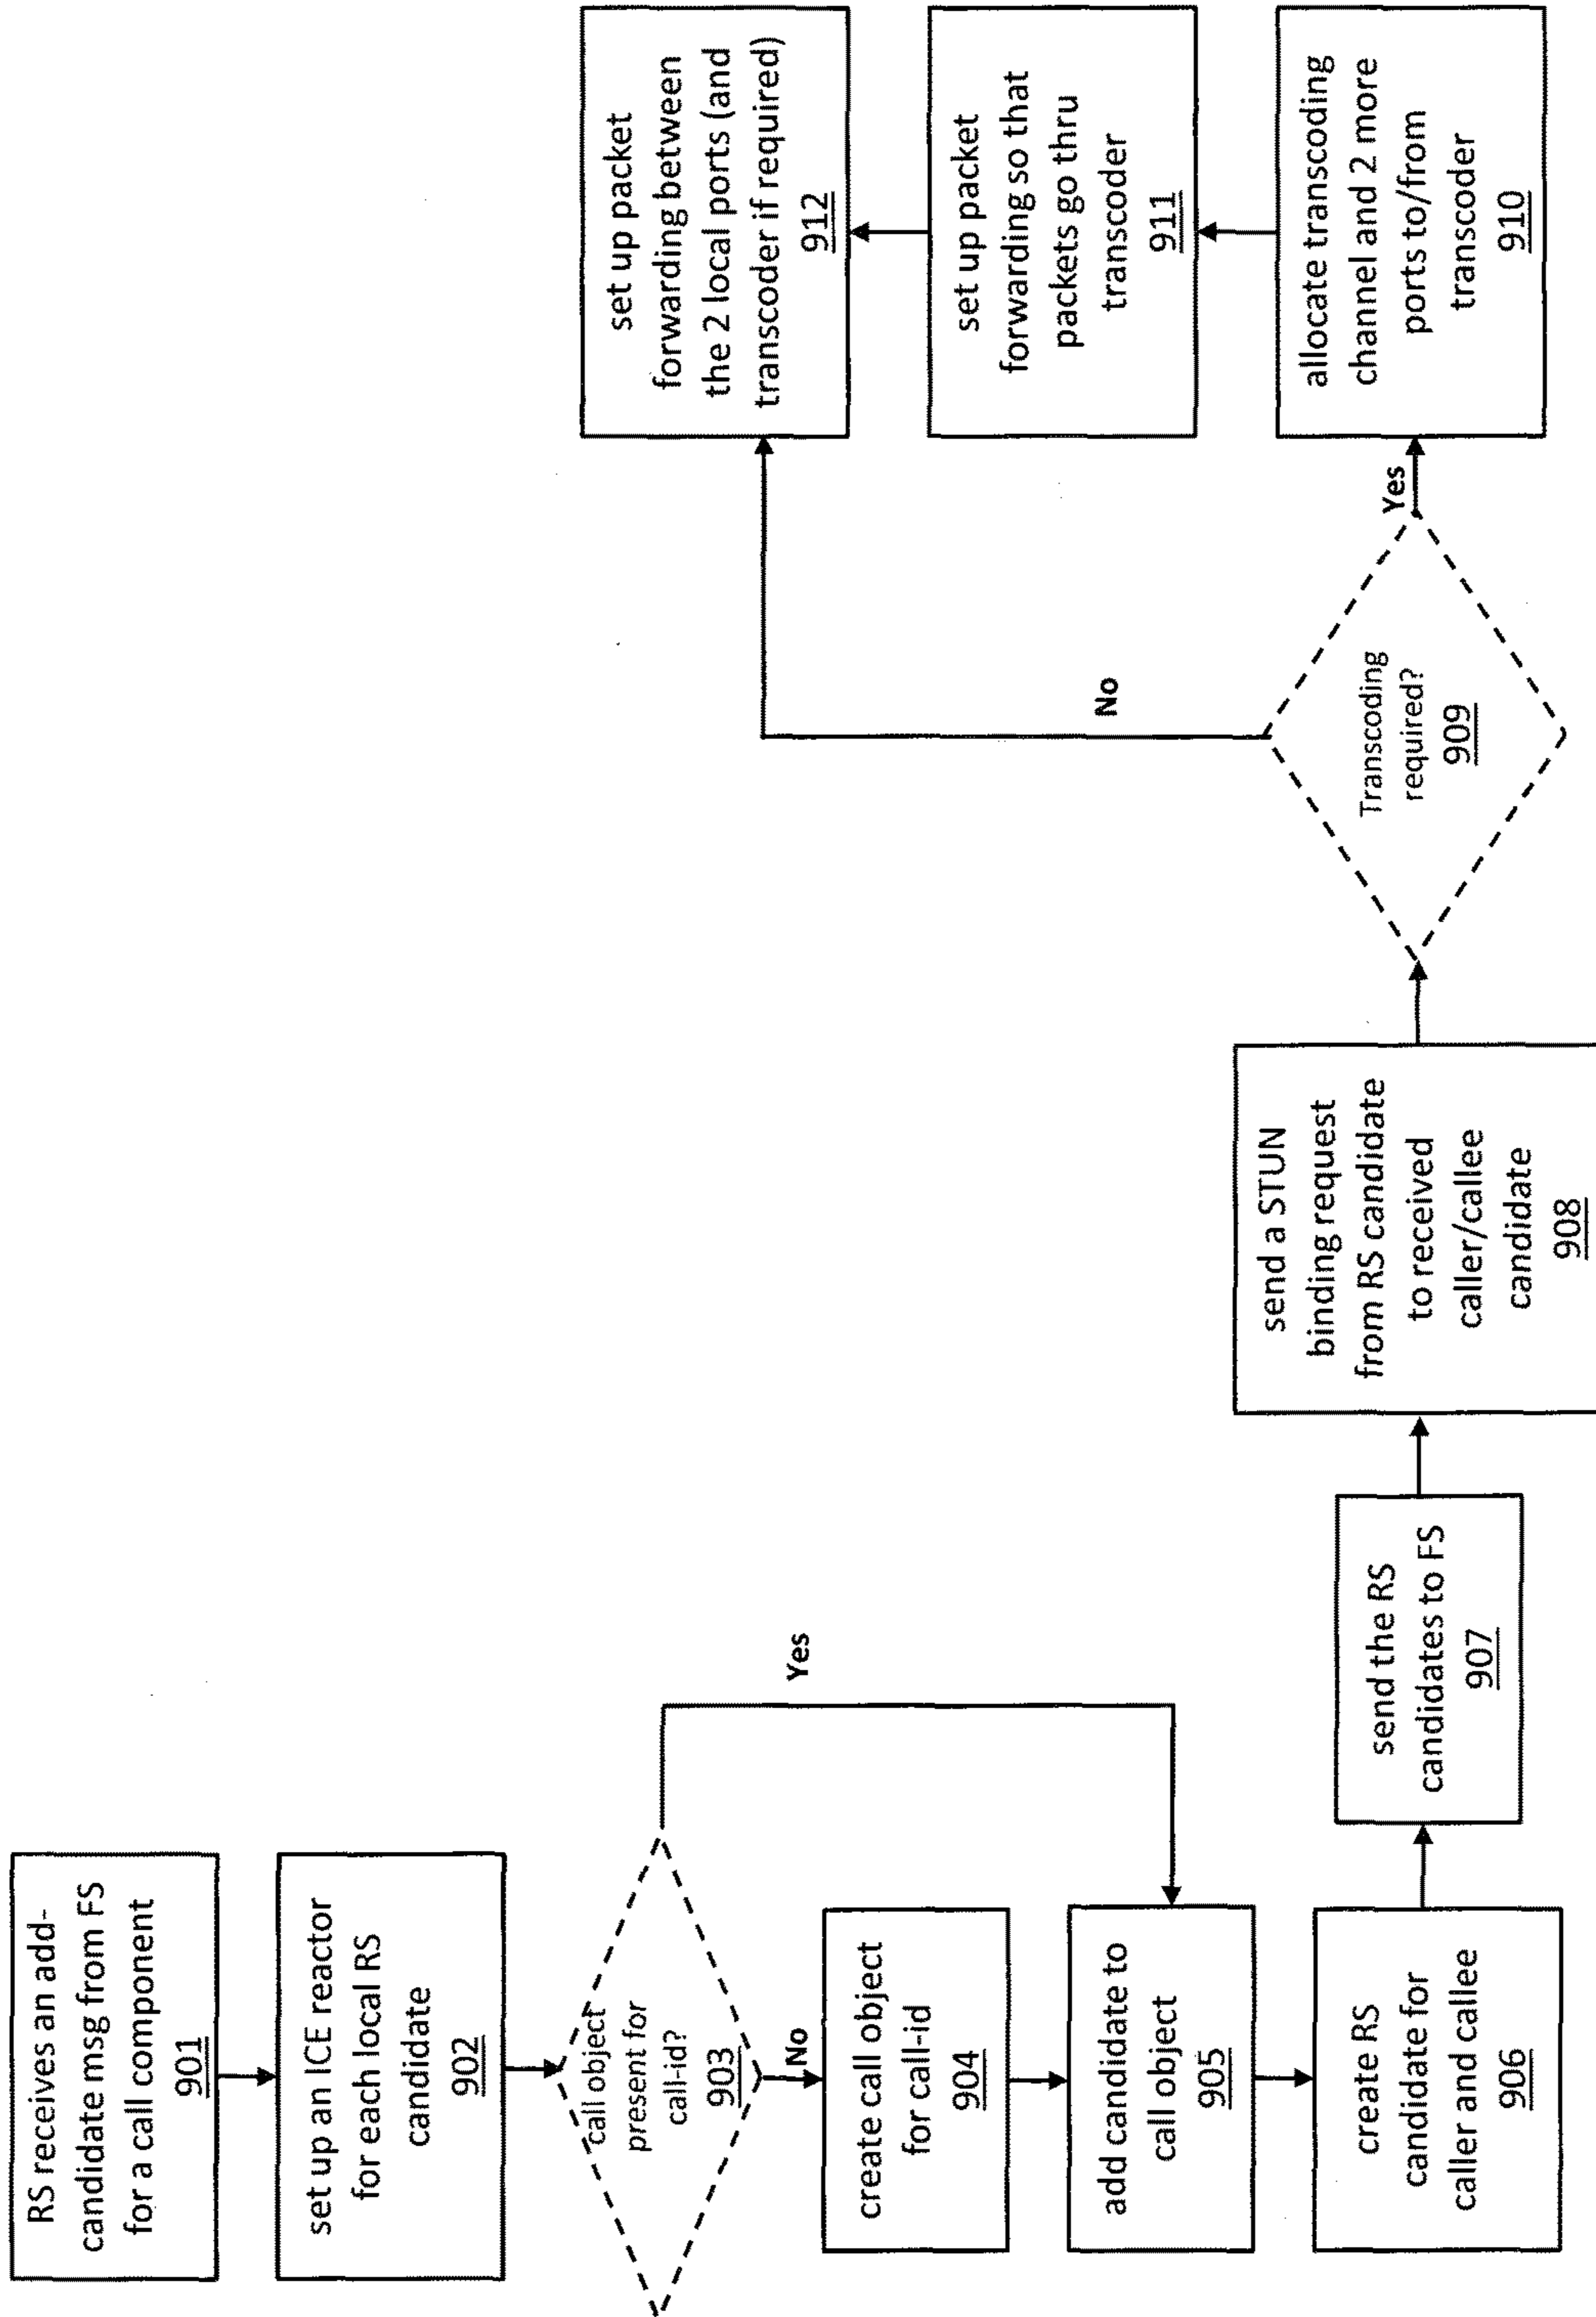 RS receives an add-
candidate msg from FS
for a call component
901
set up an ICE reactor
for each local RS
candidate
902
call object
present for
call-id?
903
No
Yes
create call object
for call-id
904
add candidate to
call object
905
create RS
candidate for
caller and callee
906
send the RS
candidates to FS
907
send a STUN
binding request
from RS candidate
to received
caller/callee
candidate
908
Transcoding
required?
909
No
Yes
allocate transcoding
channel and 2 more
ports to/from
transcoder
910
set up packet
forwarding so that
packets go thru
transcoder
911
set up packet
forwarding between
the 2 local ports (and
transcoder if required)
912